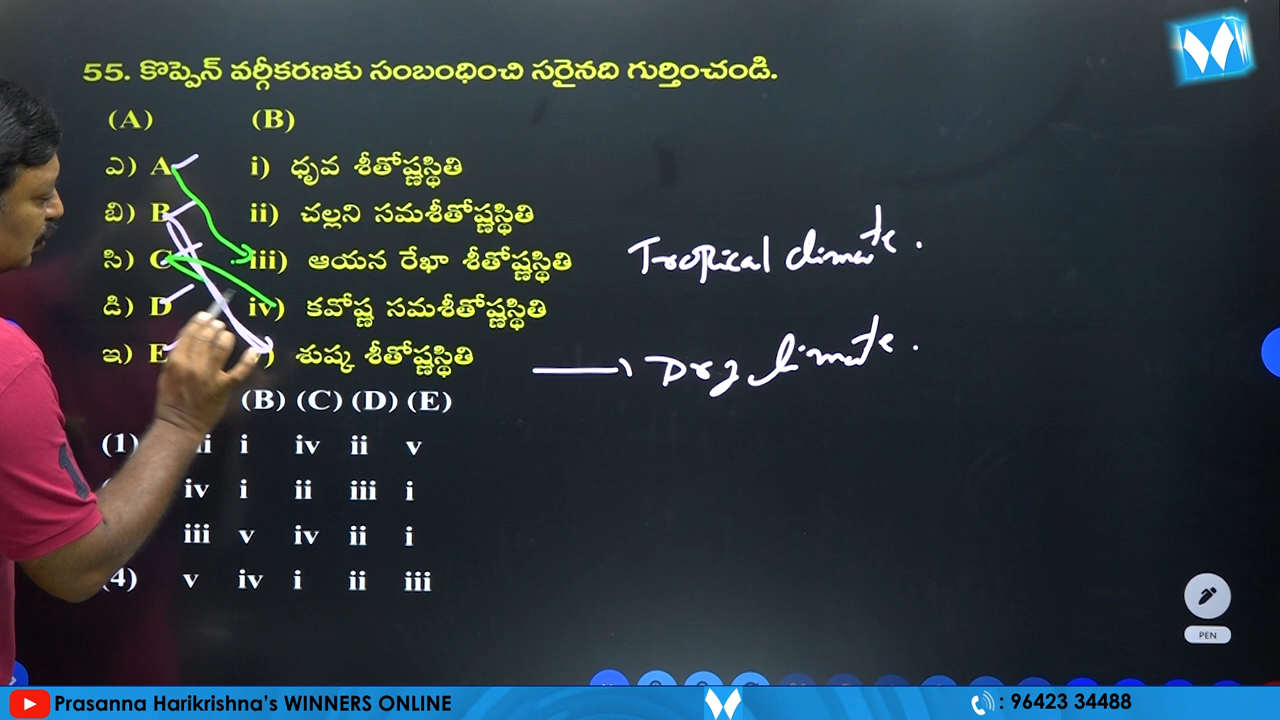 55. కొప్పెన్ వర్గీకరణకు సంబంధించి సరైనది గుర్తించండి.
(A) (B)
ఎ) A i) ధృవ శీతోష్ణస్థితి
బి) B ii) చల్లని సమశీతోష్ణస్థితి
సి) C iii) ఆయన రేఖా శీతోష్ణస్థితి Tropical climate.
డి) D iv) కవోష్ణ సమశీతోష్ణస్థితి
ఇ) E శుష్క శీతోష్ణస్థితి Dry climate.
(B) (C) (D) (E)
(1) i iv ii v
iv i ii iii i
iii v iv ii i
(4) v iv i ii iii
PEN
Prasanna Harikrishna's WINNERS ONLINE : 96423 34488